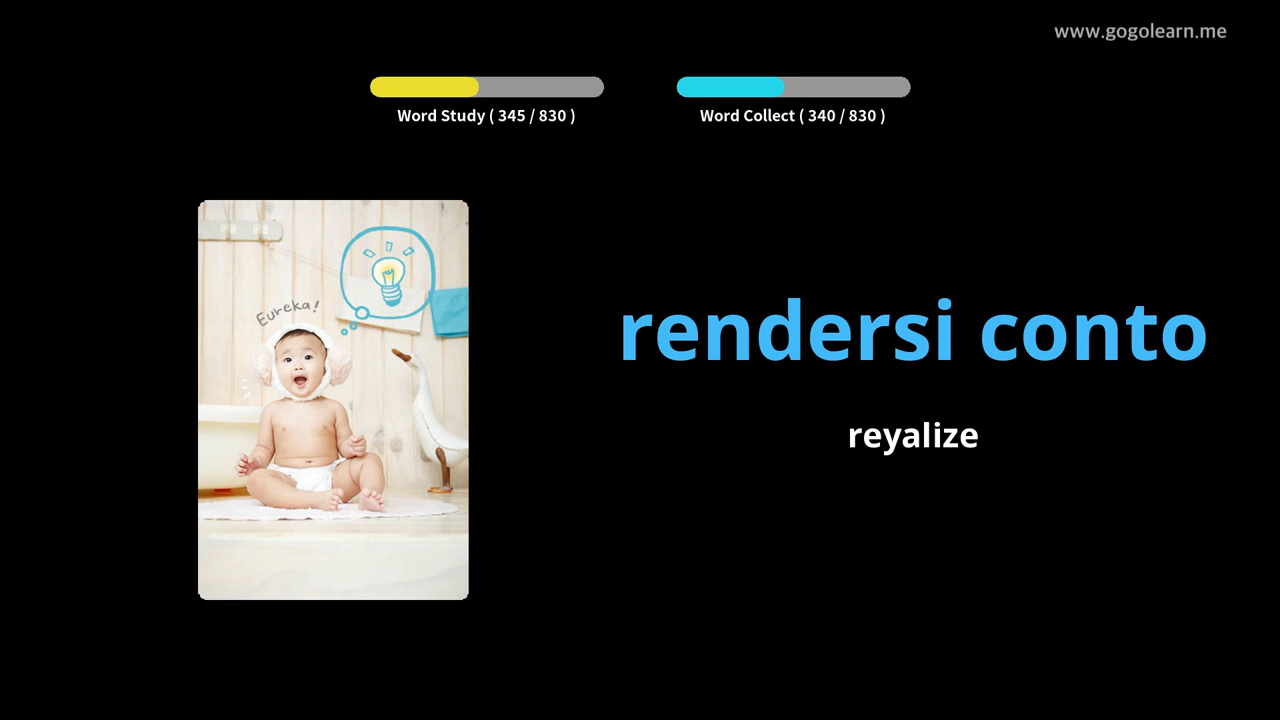 www.gogolearn.me
Word Study ( 345 / 830 )
Word Collect ( 340 / 830 )
Eureka!
rendersi conto
reyalize